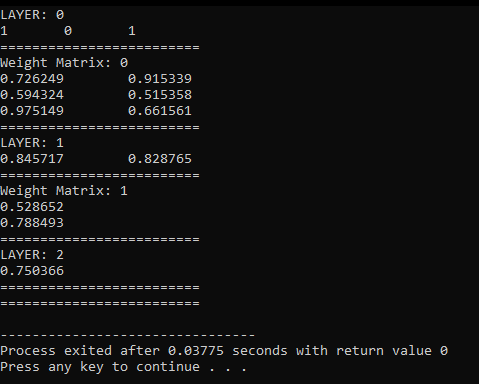 LAYER: 0
1 0 1
=========================
Weight Matrix: 0
0.726249 0.915339
0.594324 0.515358
0.975149 0.661561
=========================
LAYER: 1
0.845717 0.828765
=========================
Weight Matrix: 1
0.528652
0.788493
=========================
LAYER: 2
0.750366
=========================
=========================
--------------------------------
Process exited after 0.03775 seconds with return value 0
Press any key to continue . . .